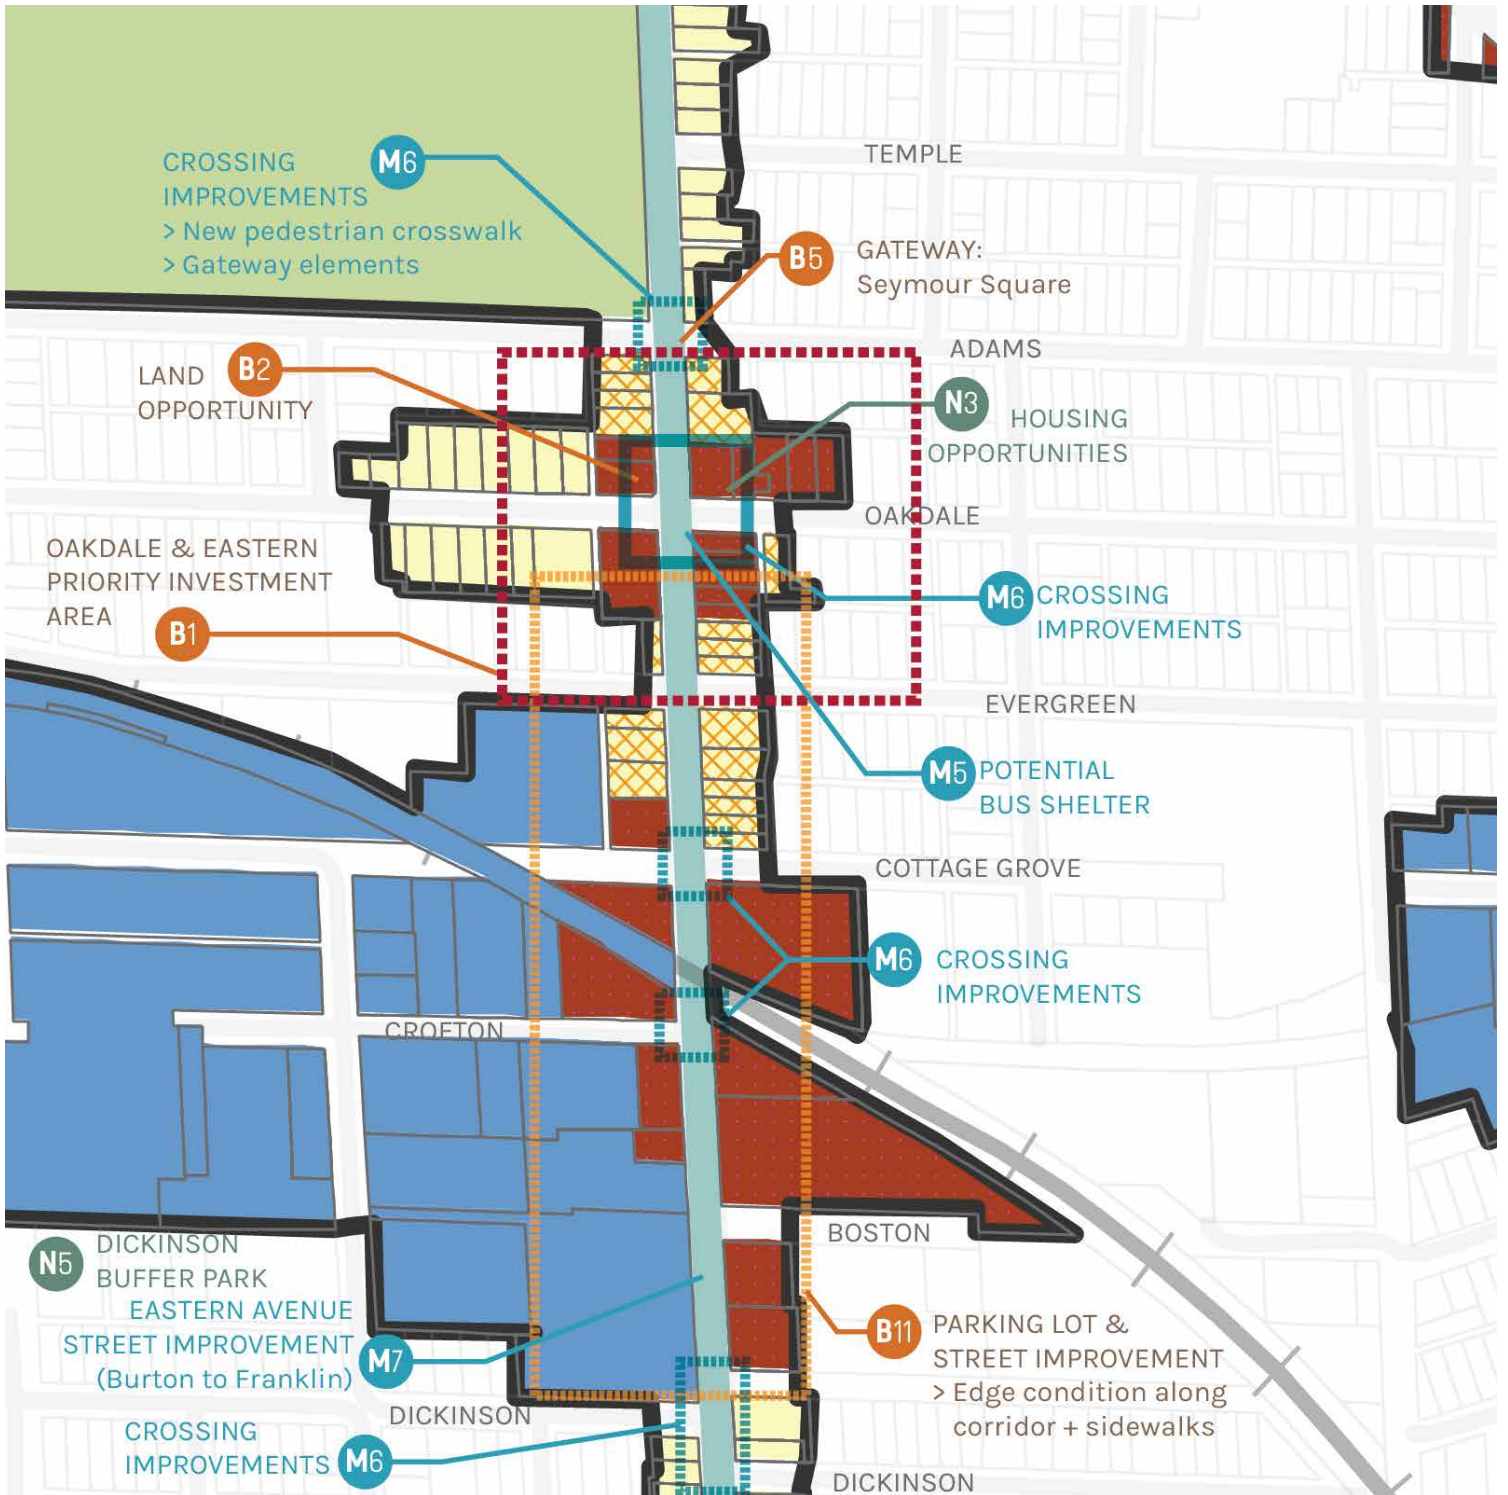 TEMPLE
CROSSING
IMPROVEMENTS
> New pedestrian crosswalk
> Gateway elements
M6
B5
GATEWAY:
Seymour Square
ADAMS
LAND
OPPORTUNITY
B2
N3
HOUSING
OPPORTUNITIES
OAKDALE
OAKDALE & EASTERN
PRIORITY INVESTMENT
AREA
B1
M6
CROSSING
IMPROVEMENTS
EVERGREEN
M5
POTENTIAL
BUS SHELTER
COTTAGE GROVE
M6
CROSSING
IMPROVEMENTS
CROFTON
BOSTON
N5
DICKINSON
BUFFER PARK
EASTERN AVENUE
STREET IMPROVEMENT
(Burton to Franklin)
M7
B11
PARKING LOT &
STREET IMPROVEMENT
> Edge condition along
corridor + sidewalks
DICKINSON
CROSSING
IMPROVEMENTS
M6
DICKINSON